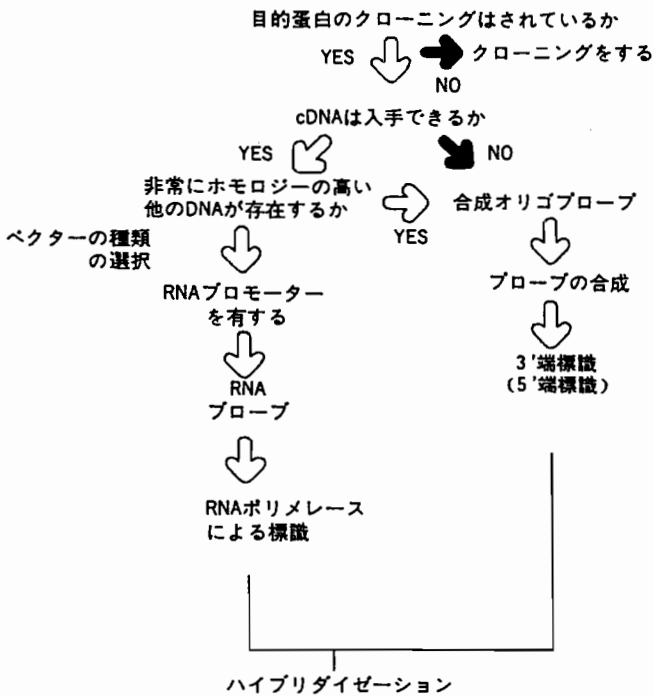 目的蛋白のクローニングはされているか
YES
クローニングをする
NO
cDNAは入手できるか
YES
NO
非常にホモロジーの高い
他のDNAが存在するか
YES
合成オリゴプローブ
ベクターの種類
の選択
RNAプロモーター
を有する
プローブの合成
RNA
プローブ
3'端標識
(5'端標識)
RNAポリメレース
による標識
ハイブリダイゼーション